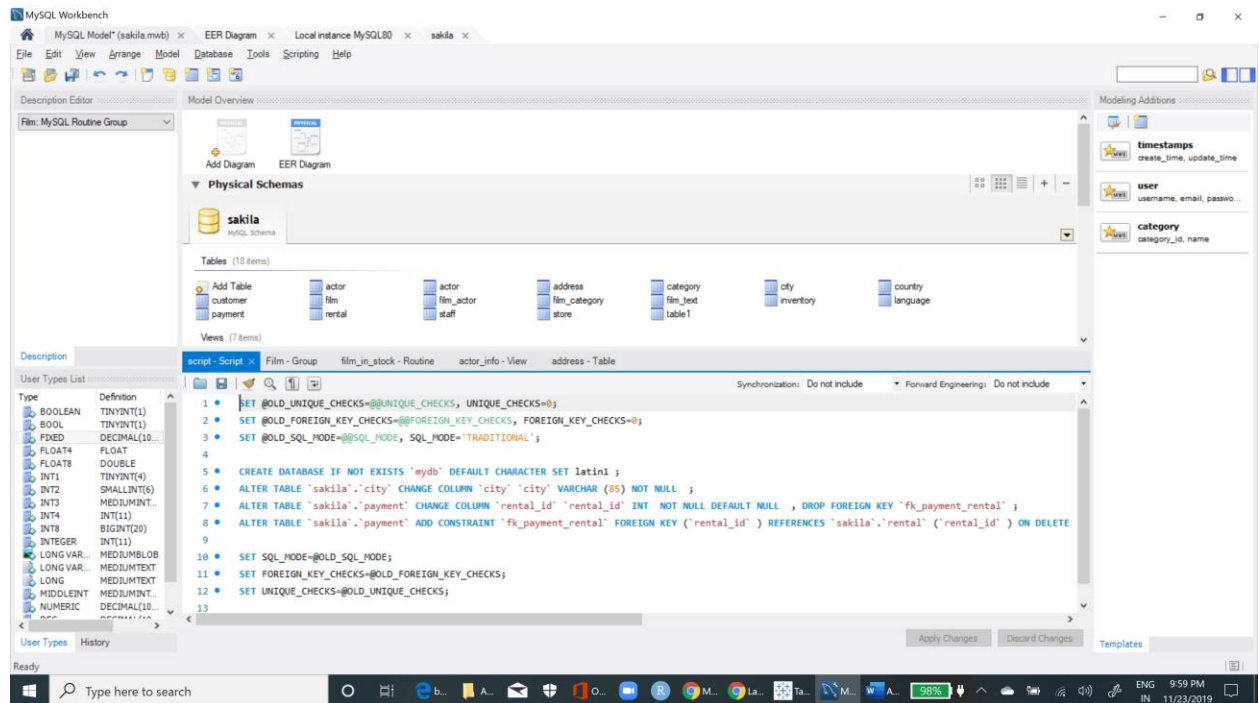 MySQL Workbench
MySQL Model* (sakila.mwb) × EER Diagram × Local instance MySQL80 × sakila ×
File Edit View Arrange Model Database Tools Scripting Help
Description Editor
Film: MySQL Routine Group
Model Overview
Add Diagram
EER Diagram
Physical Schemas
sakila
MySQL Schema
Tables (18 items)
Add Table actor actor address category city country
customer film film_actor film_category film_text inventory language
payment rental staff store table1
Views (7 items)
Modeling Additions
timestamps
create_time, update_time
user
username, email, passwo...
category
category_id, name
Description
User Types List
Type Definition
BOOLEAN TINYINT(1)
BOOL TINYINT(1)
FIXED DECIMAL(10...
FLOAT4 FLOAT
FLOAT8 DOUBLE
INT1 TINYINT(4)
INT2 SMALLINT(6)
INT3 MEDIUMINT...
INT4 INT(11)
INT8 BIGINT(20)
INTEGER INT(11)
LONG VAR... MEDIUMBLOB
LONG VAR... MEDIUMTEXT
LONG MEDIUMTEXT
MIDDLEINT MEDIUMINT...
NUMERIC DECIMAL(10...
User Types History
script - Script × Film - Group film_in_stock - Routine actor_info - View address - Table
Synchronization: Do not include Forward Engineering: Do not include
1 SET @OLD_UNIQUE_CHECKS=@@UNIQUE_CHECKS, UNIQUE_CHECKS=0;
2 SET @OLD_FOREIGN_KEY_CHECKS=@@FOREIGN_KEY_CHECKS, FOREIGN_KEY_CHECKS=0;
3 SET @OLD_SQL_MODE=@@SQL_MODE, SQL_MODE='TRADITIONAL';
4
5 CREATE DATABASE IF NOT EXISTS `mydb` DEFAULT CHARACTER SET latin1 ;
6 ALTER TABLE `sakila`.`city` CHANGE COLUMN `city` `city` VARCHAR (85) NOT NULL ;
7 ALTER TABLE `sakila`.`payment` CHANGE COLUMN `rental_id` `rental_id` INT NOT NULL DEFAULT NULL , DROP FOREIGN KEY `fk_payment_rental` ;
8 ALTER TABLE `sakila`.`payment` ADD CONSTRAINT `fk_payment_rental` FOREIGN KEY (`rental_id` ) REFERENCES `sakila`.`rental` (`rental_id` ) ON DELETE
9
10 SET SQL_MODE=@OLD_SQL_MODE;
11 SET FOREIGN_KEY_CHECKS=@OLD_FOREIGN_KEY_CHECKS;
12 SET UNIQUE_CHECKS=@OLD_UNIQUE_CHECKS;
13
Apply Changes Discard Changes
Templates
Ready
Type here to search
b... A... O... M... La... Ta... M... A... 98%
ENG 9:59 PM
IN 11/23/2019